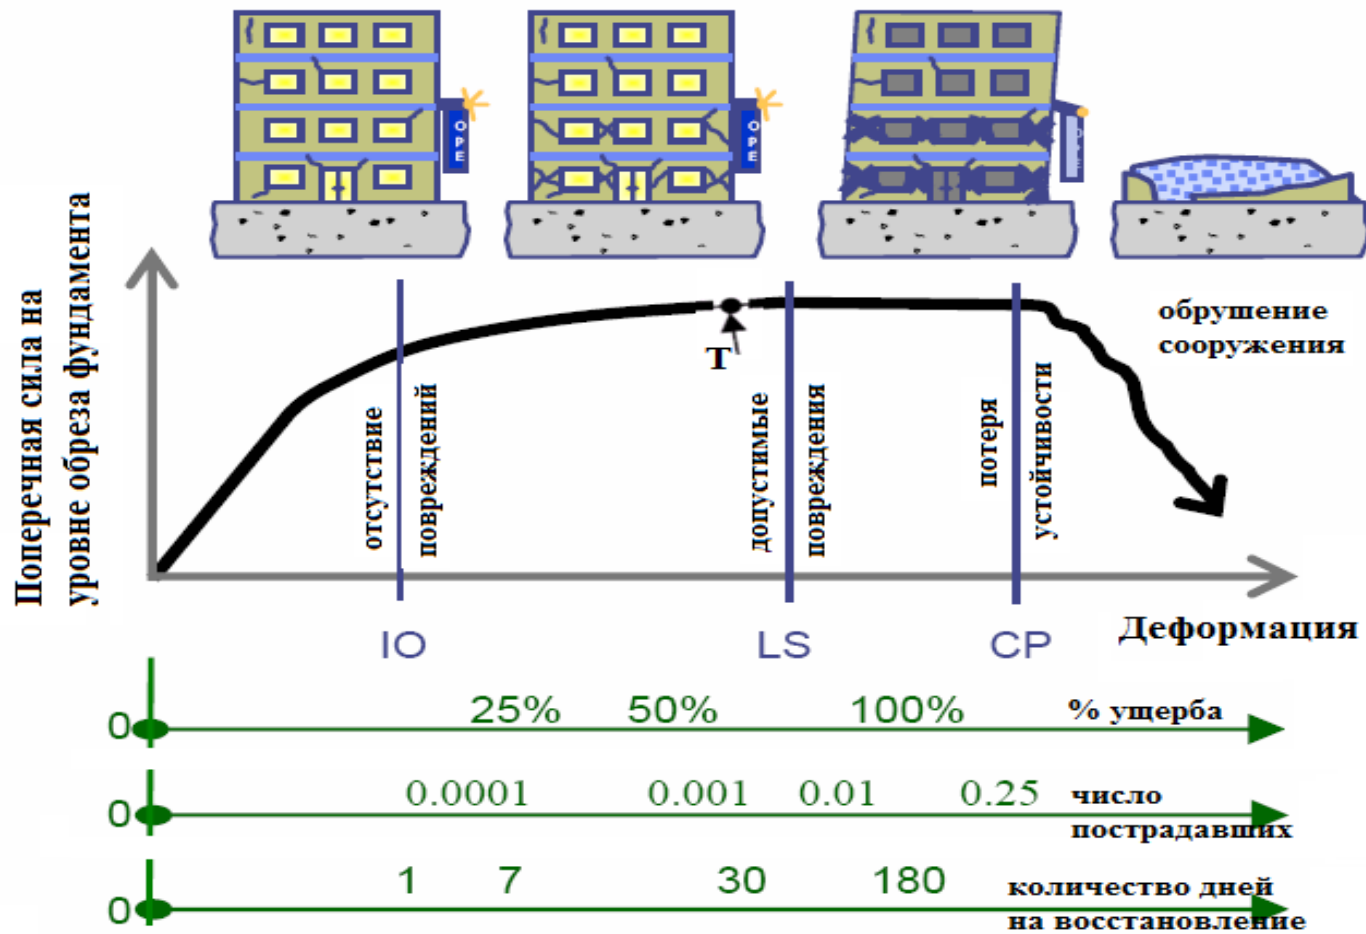 OPE
OPE
Поперечная сила на
уровне обреза фундамента
обрушение
сооружения
T
отсутствие
повреждений
допустимые
повреждения
потеря
устойчивости
Деформация
IO
LS
CP
0
25%
50%
100%
% ущерба
0
0.0001
0.001
0.01
0.25
число
пострадавших
0
1
7
30
180
количество дней
на восстановление